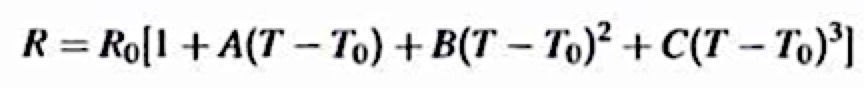 R = R₀[1 + A(T − T₀) + B(T − T₀)² + C(T − T₀)³]